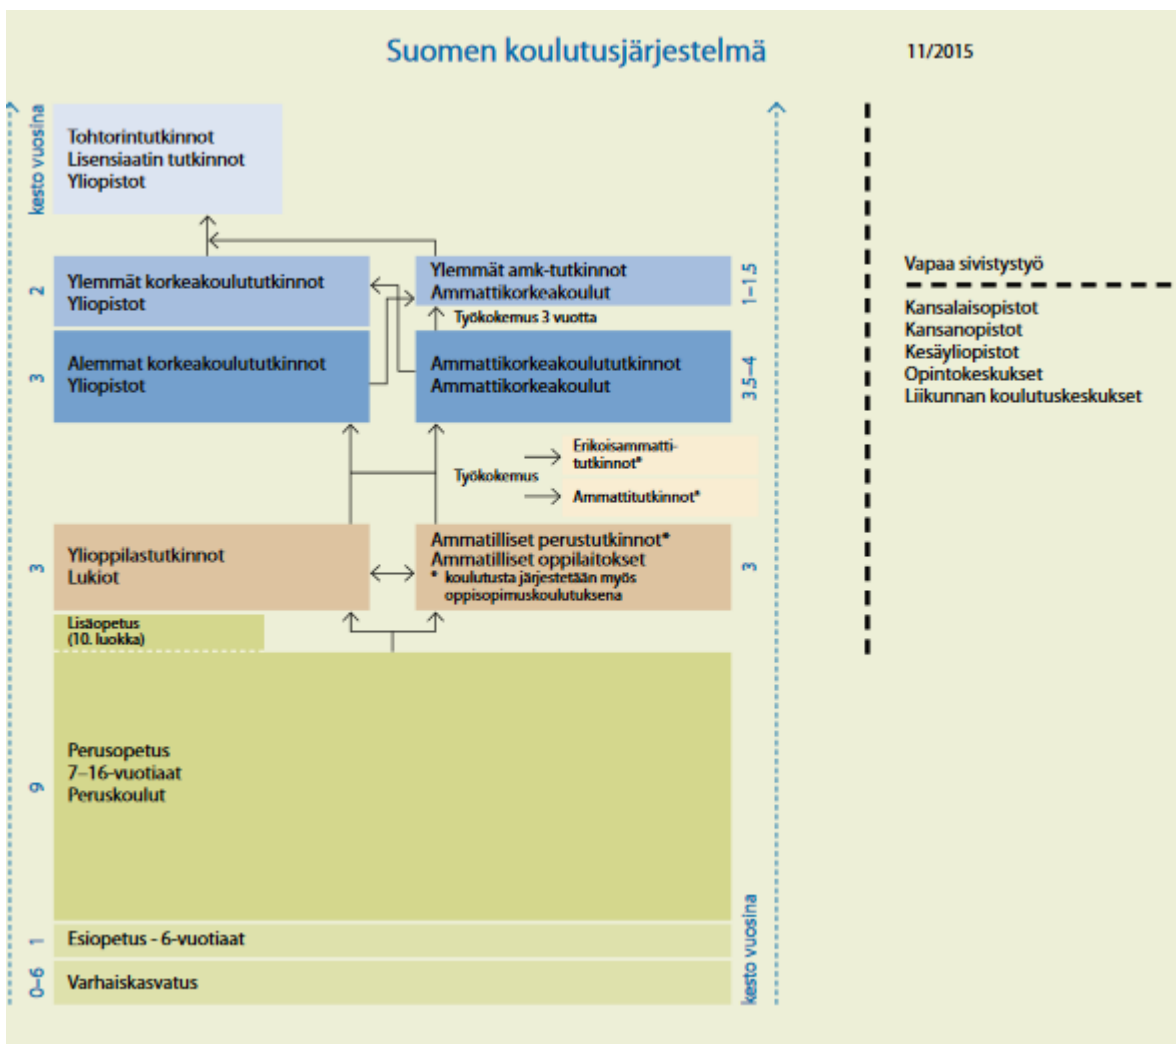 Suomen koulutusjärjestelmä
11/2015
kesto vuosina
Tohtorintutkinnot
Lisensiaatin tutkinnot
Yliopistot
2
Ylemmät korkeakoulututkinnot
Yliopistot
Ylemmät amk-tutkinnot
Ammattikorkeakoulut
1–1.5
Työkokemus 3 vuotta
3
Alemmat korkeakoulututkinnot
Yliopistot
Ammattikorkeakoulututkinnot
Ammattikorkeakoulut
3.5–4
Työkokemus
Erikoisammatti-
tutkinnot*
Ammattitutkinnot*
3
Ylioppilastutkinnot
Lukiot
Ammatilliset perustutkinnot*
Ammatilliset oppilaitokset
* koulutusta järjestetään myös
oppisopimuskoulutuksena
3
Lisäopetus
(10. luokka)
9
Perusopetus
7–16-vuotiaat
Peruskoulut
1
Esiopetus - 6-vuotiaat
0–6
Varhaiskasvatus
kesto vuosina
Vapaa sivistystyö
Kansalaisopistot
Kansanopistot
Kesäyliopistot
Opintokeskukset
Liikunnan koulutuskeskukset